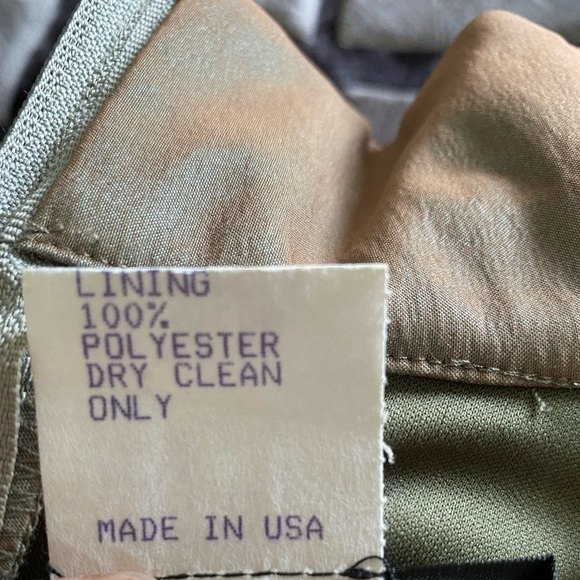 LINING
100%
POLYESTER
DRY CLEAN
ONLY
MADE IN USA